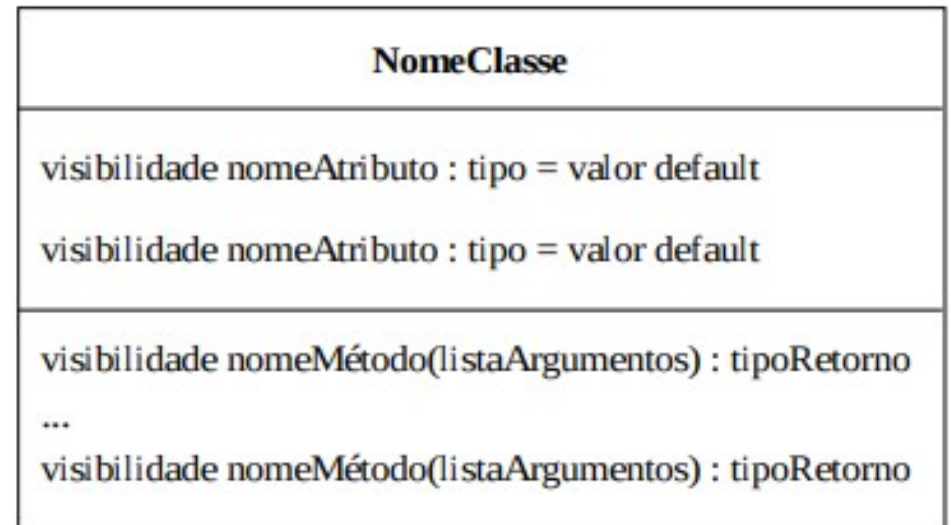 NomeClasse
visibilidade nomeAtributo : tipo = valor default
visibilidade nomeAtributo : tipo = valor default
visibilidade nomeMétodo(listaArgumentos) : tipoRetorno
...
visibilidade nomeMétodo(listaArgumentos) : tipoRetorno